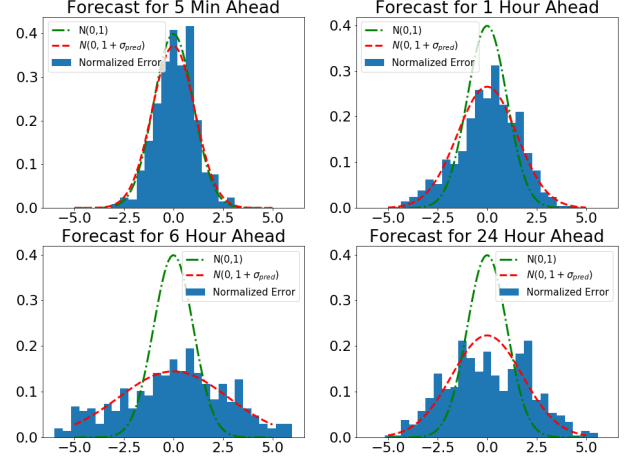 Forecast for 5 Min Ahead
0.4
0.3
0.2
0.1
0.0
N(0,1)
N(0, 1 + σpred)
Normalized Error
−5.0 −2.5 0.0 2.5 5.0
Forecast for 1 Hour Ahead
0.4
0.3
0.2
0.1
0.0
N(0,1)
N(0, 1 + σpred)
Normalized Error
−5.0 −2.5 0.0 2.5 5.0
Forecast for 6 Hour Ahead
0.4
0.3
0.2
0.1
0.0
N(0,1)
N(0, 1 + σpred)
Normalized Error
−5.0 −2.5 0.0 2.5 5.0
Forecast for 24 Hour Ahead
0.4
0.3
0.2
0.1
0.0
N(0,1)
N(0, 1 + σpred)
Normalized Error
−5.0 −2.5 0.0 2.5 5.0